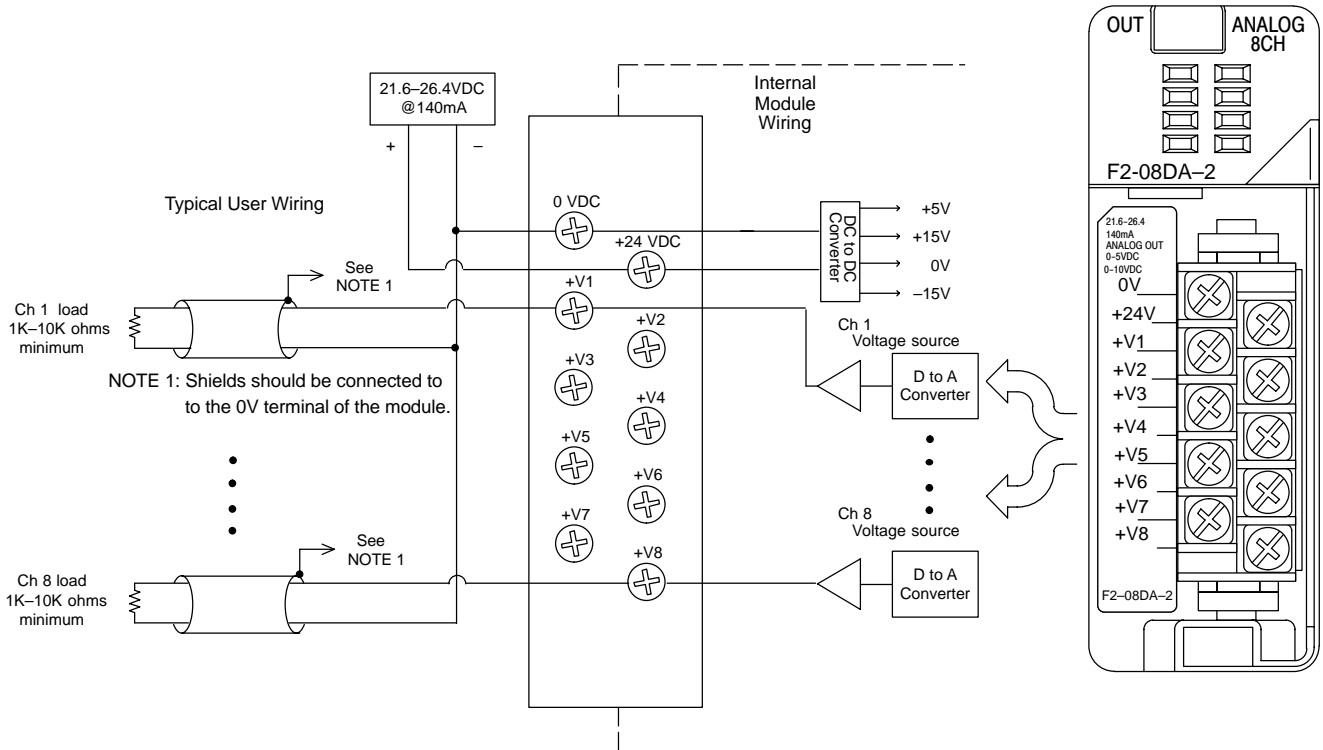 21.6–26.4VDC
@140mA
+
–
Internal
Module
Wiring
Typical User Wiring
0 VDC
+24 VDC
+V1
+V2
+V3
+V4
+V5
+V6
+V7
+V8
DC to DC
Converter
+5V
+15V
0V
–15V
See
NOTE 1
Ch 1 load
1K–10K ohms
minimum
NOTE 1: Shields should be connected to
to the 0V terminal of the module.
Ch 1
Voltage source
D to A
Converter
Ch 8
Voltage source
D to A
Converter
See
NOTE 1
Ch 8 load
1K–10K ohms
minimum
OUT
ANALOG
8CH
F2-08DA–2
21.6–26.4
140mA
ANALOG OUT
0–5VDC
0–10VDC
0V
+24V
+V1
+V2
+V3
+V4
+V5
+V6
+V7
+V8
F2–08DA–2